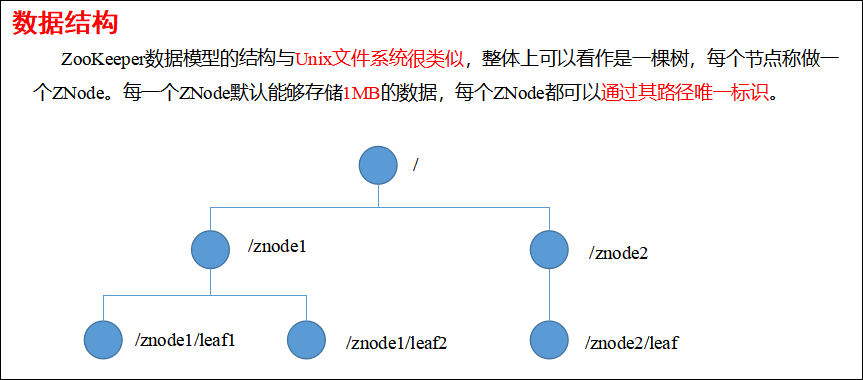 数据结构
ZooKeeper数据模型的结构与Unix文件系统很类似，整体上可以看作是一棵树，每个节点称做一
个ZNode。每一个ZNode默认能够存储1MB的数据，每个ZNode都可以通过其路径唯一标识。
/
/znode1
/znode2
/znode1/leaf1
/znode1/leaf2
/znode2/leaf